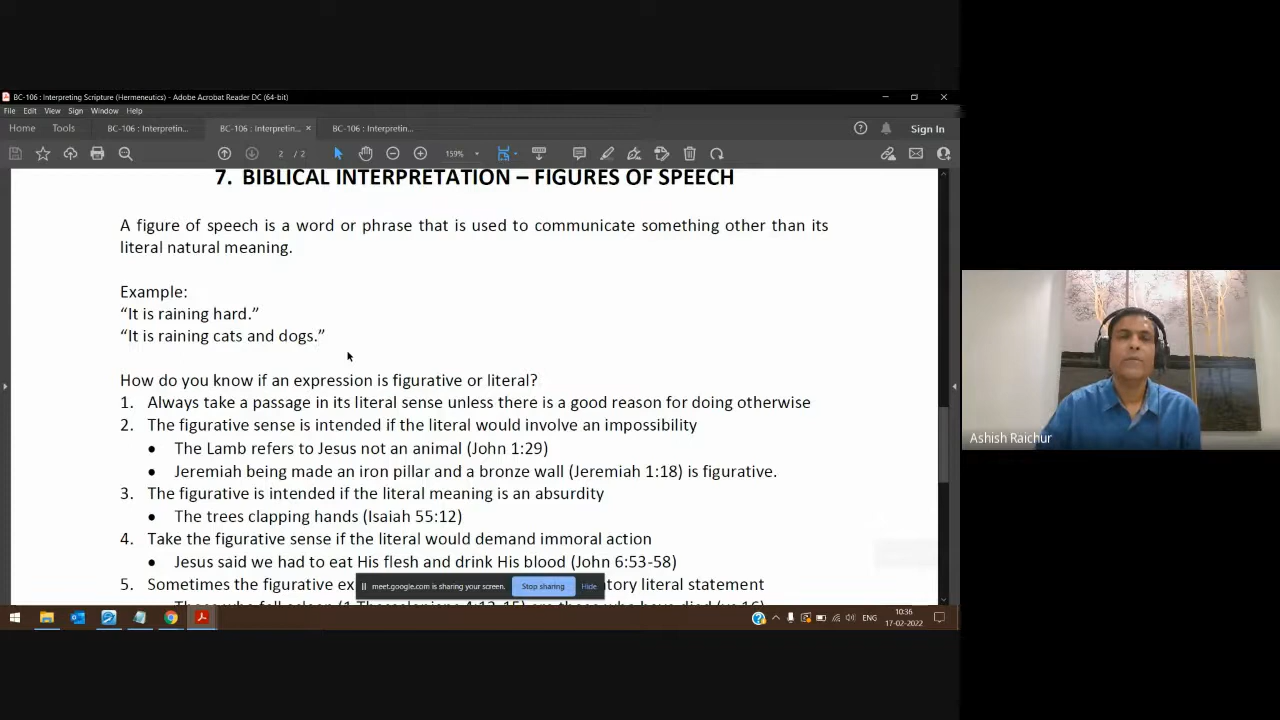 BC-106 : Interpreting Scripture (Hermeneutics) - Adobe Acrobat Reader DC (64-bit)
File Edit View Sign Window Help
Home Tools BC-106 : Interpretin... BC-106 : Interpretin... × BC-106 : Interpretin... Sign In
2 / 2 159%
7. BIBLICAL INTERPRETATION – FIGURES OF SPEECH
A figure of speech is a word or phrase that is used to communicate something other than its
literal natural meaning.
Example:
“It is raining hard.”
“It is raining cats and dogs.”
How do you know if an expression is figurative or literal?
1. Always take a passage in its literal sense unless there is a good reason for doing otherwise
2. The figurative sense is intended if the literal would involve an impossibility
• The Lamb refers to Jesus not an animal (John 1:29)
• Jeremiah being made an iron pillar and a bronze wall (Jeremiah 1:18) is figurative.
3. The figurative is intended if the literal meaning is an absurdity
• The trees clapping hands (Isaiah 55:12)
4. Take the figurative sense if the literal would demand immoral action
• Jesus said we had to eat His flesh and drink His blood (John 6:53-58)
5. Sometimes the figurative ex tory literal statement
meet.google.com is sharing your screen. Stop sharing Hide
Ashish Raichur
ENG
10:36
17-02-2022